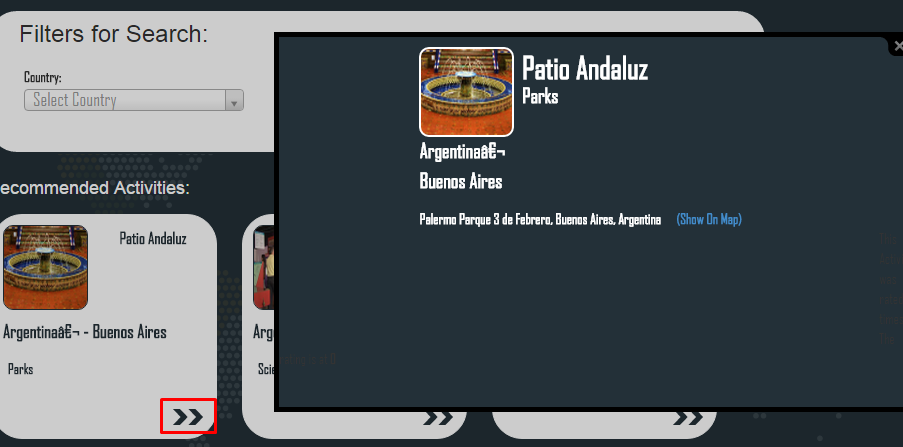 Filters for Search:
Country:
Select Country
ecommended Activities:
Patio Andaluz
Argentinaâ€¬ - Buenos Aires
Parks
Arg
Scie
Patio Andaluz
Parks
Argentinaâ€¬
Buenos Aires
Palermo Parque 3 de Febrero, Buenos Aires, Argentina (Show On Map)